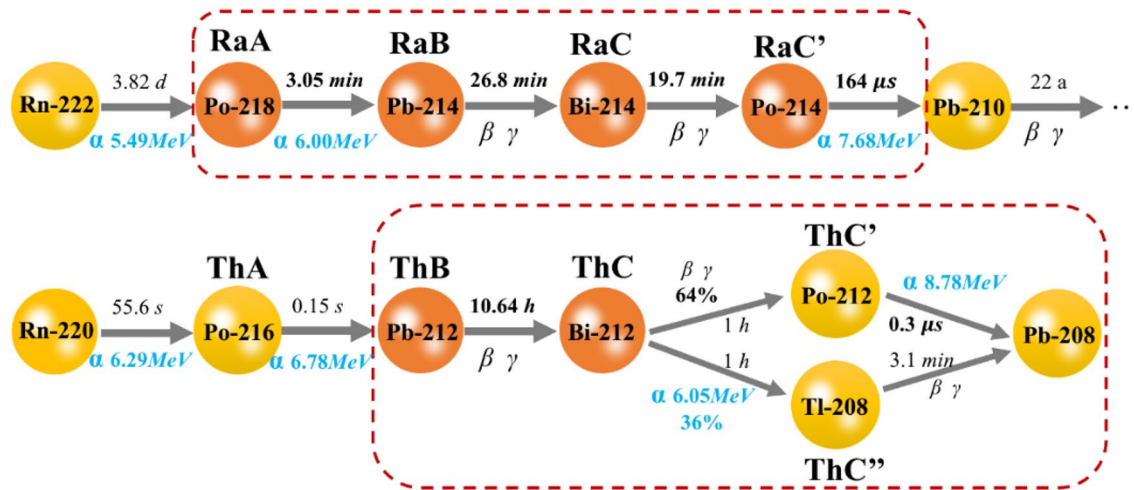 RaA RaB RaC RaC’
3.82 d 3.05 min 26.8 min 19.7 min 164 μs 22 a
Rn-222 Po-218 Pb-214 Bi-214 Po-214 Pb-210 ··
α 5.49MeV α 6.00MeV β γ β γ α 7.68MeV β γ
ThC’
ThA ThB ThC β γ α 8.78MeV
64% Po-212
55.6 s 0.15 s 10.64 h 1 h 0.3 μs
Rn-220 Po-216 Pb-212 Bi-212 Pb-208
α 6.29MeV α 6.78MeV β γ 1 h 3.1 min
α 6.05MeV Tl-208 β γ
36%
ThC”